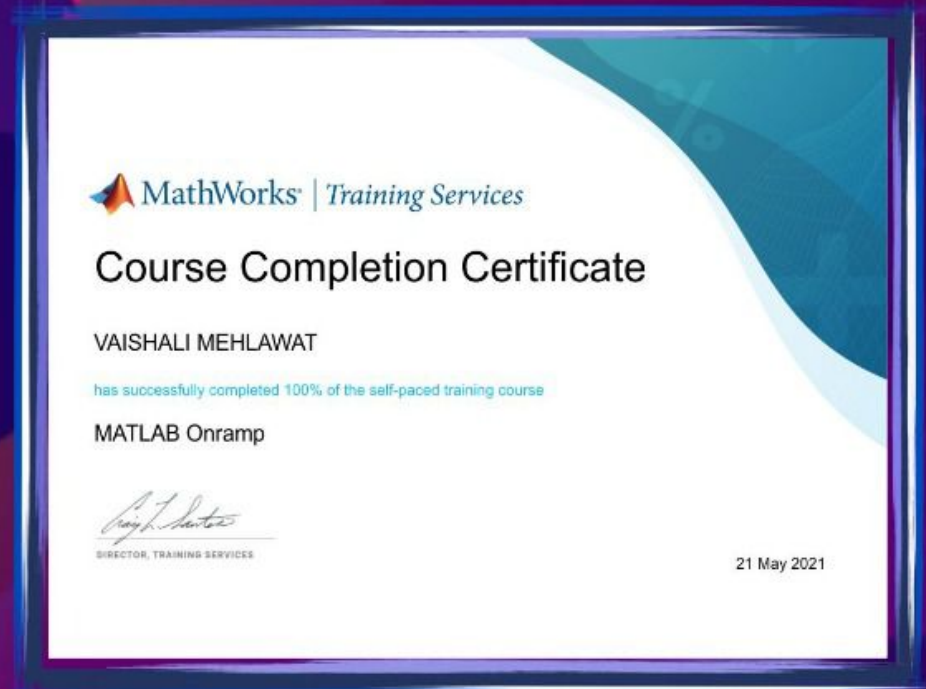 MathWorks® | Training Services
Course Completion Certificate
VAISHALI MEHLAWAT
has successfully completed 100% of the self-paced training course
MATLAB Onramp
DIRECTOR, TRAINING SERVICES
21 May 2021